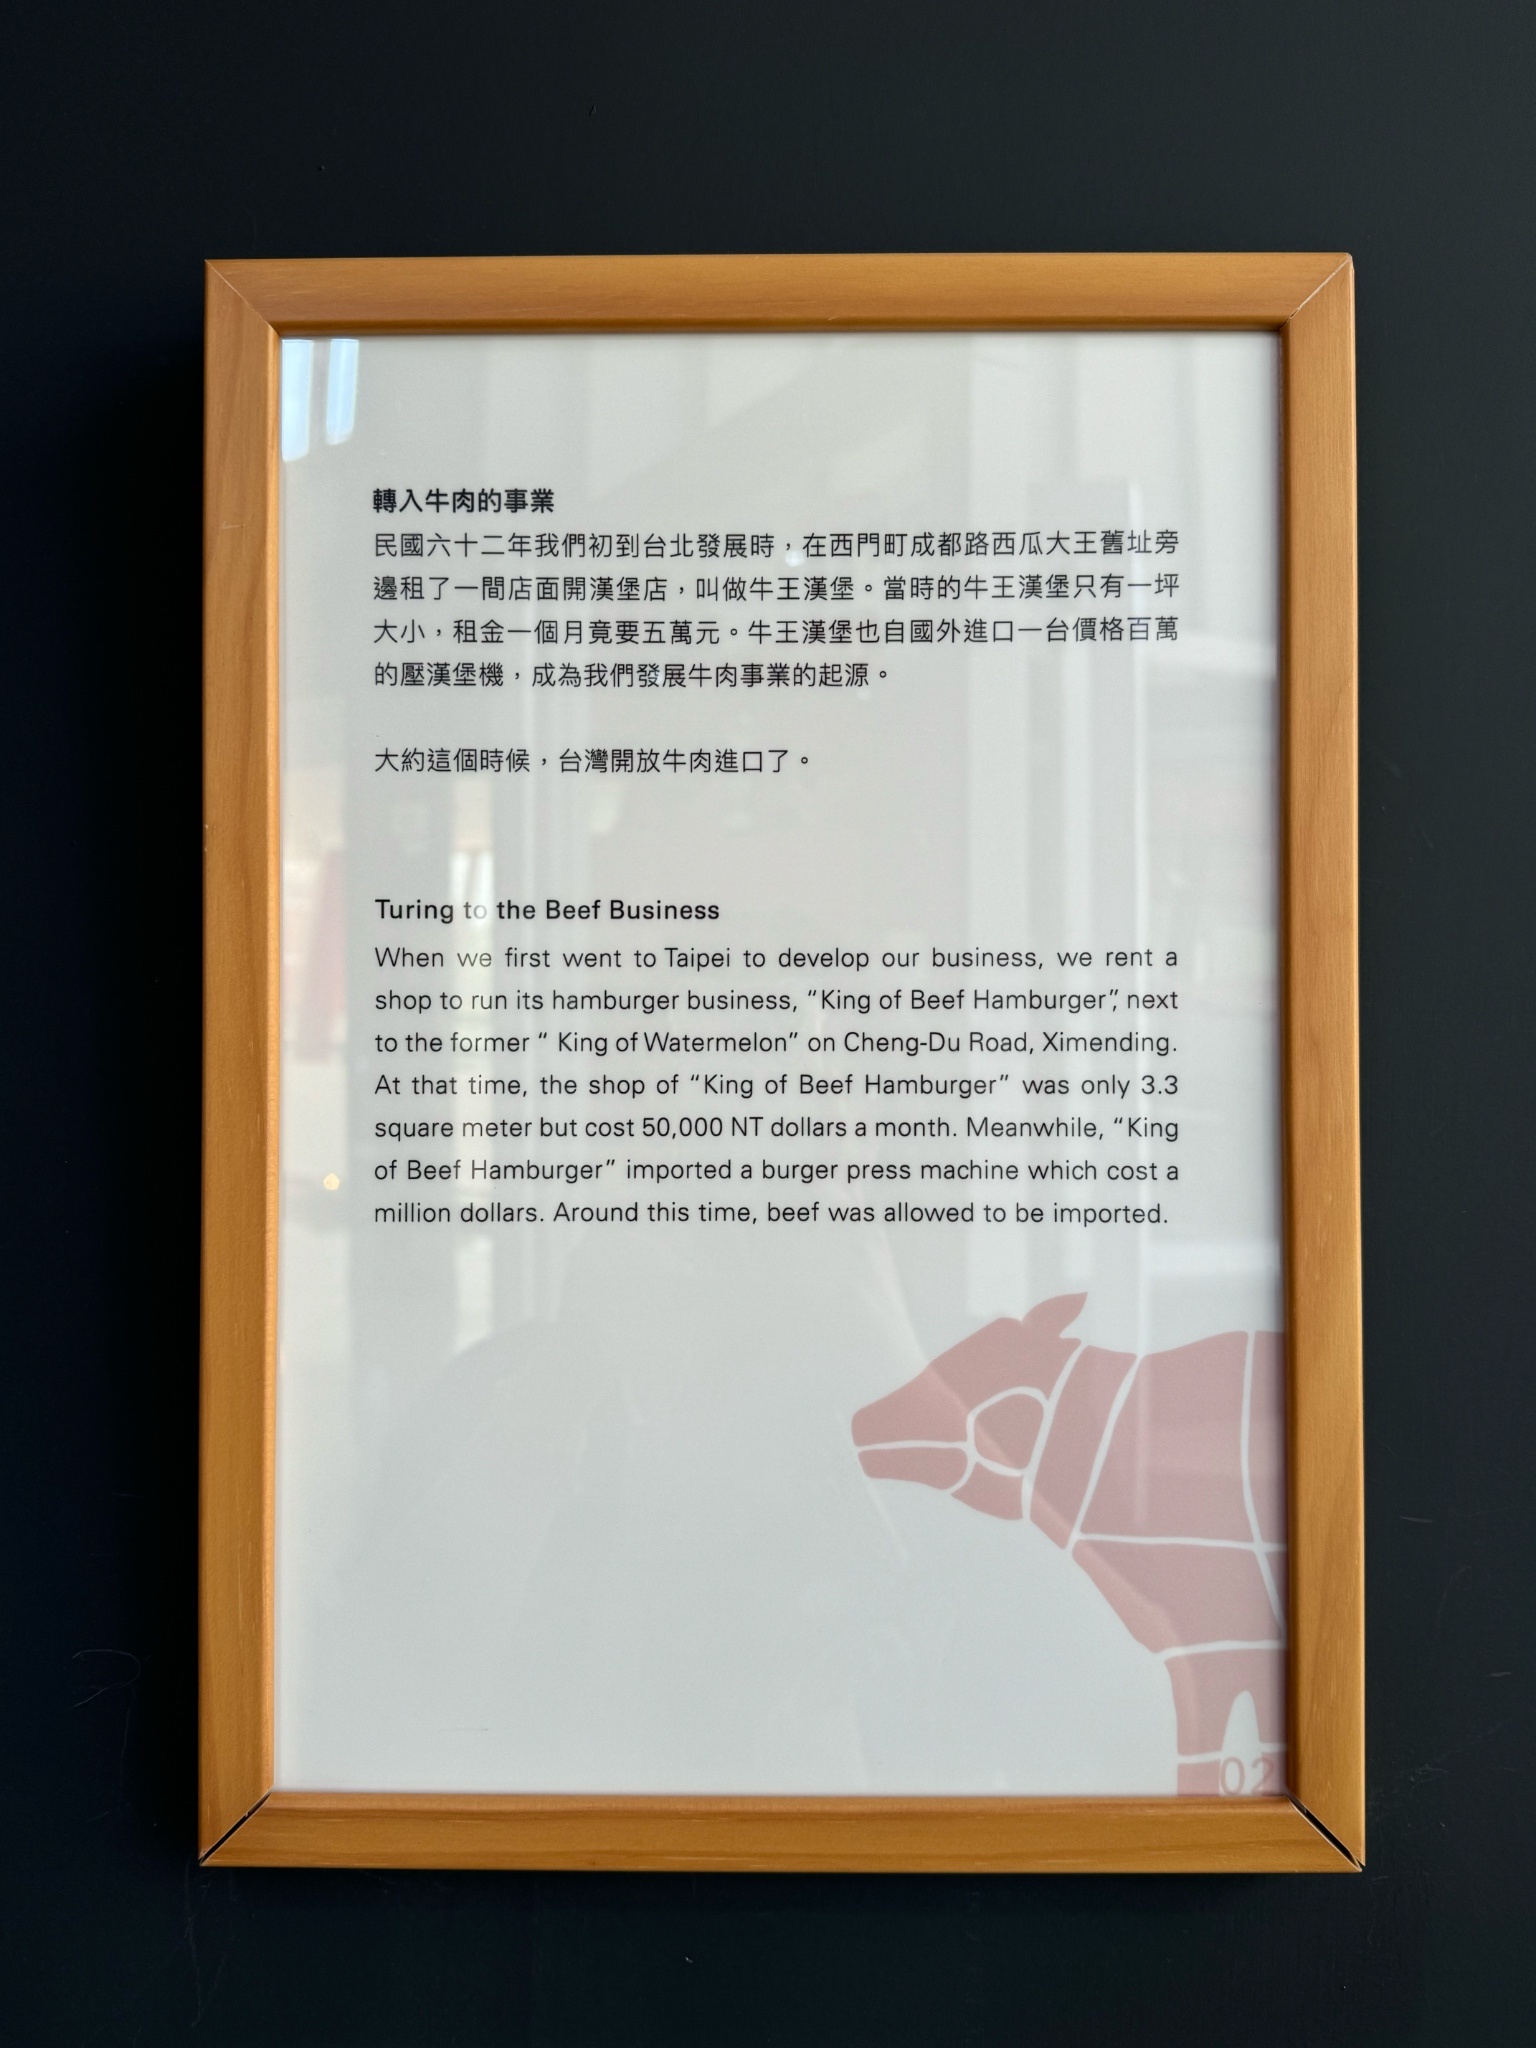 轉入牛肉的事業
民國六十二年我們初到台北發展時，在西門町成都路西瓜大王舊址旁
邊租了一間店面開漢堡店，叫做牛王漢堡。當時的牛王漢堡只有一坪
大小，租金一個月竟要五萬元。牛王漢堡也自國外進口一台價格百萬
的壓漢堡機，成為我們發展牛肉事業的起源。
大約這個時候，台灣開放牛肉進口了。
Turing to the Beef Business
When we first went to Taipei to develop our business, we rent a
shop to run its hamburger business, “King of Beef Hamburger”, next
to the former “ King of Watermelon” on Cheng-Du Road, Ximending.
At that time, the shop of “King of Beef Hamburger” was only 3.3
square meter but cost 50,000 NT dollars a month. Meanwhile, “King
of Beef Hamburger” imported a burger press machine which cost a
million dollars. Around this time, beef was allowed to be imported.
02